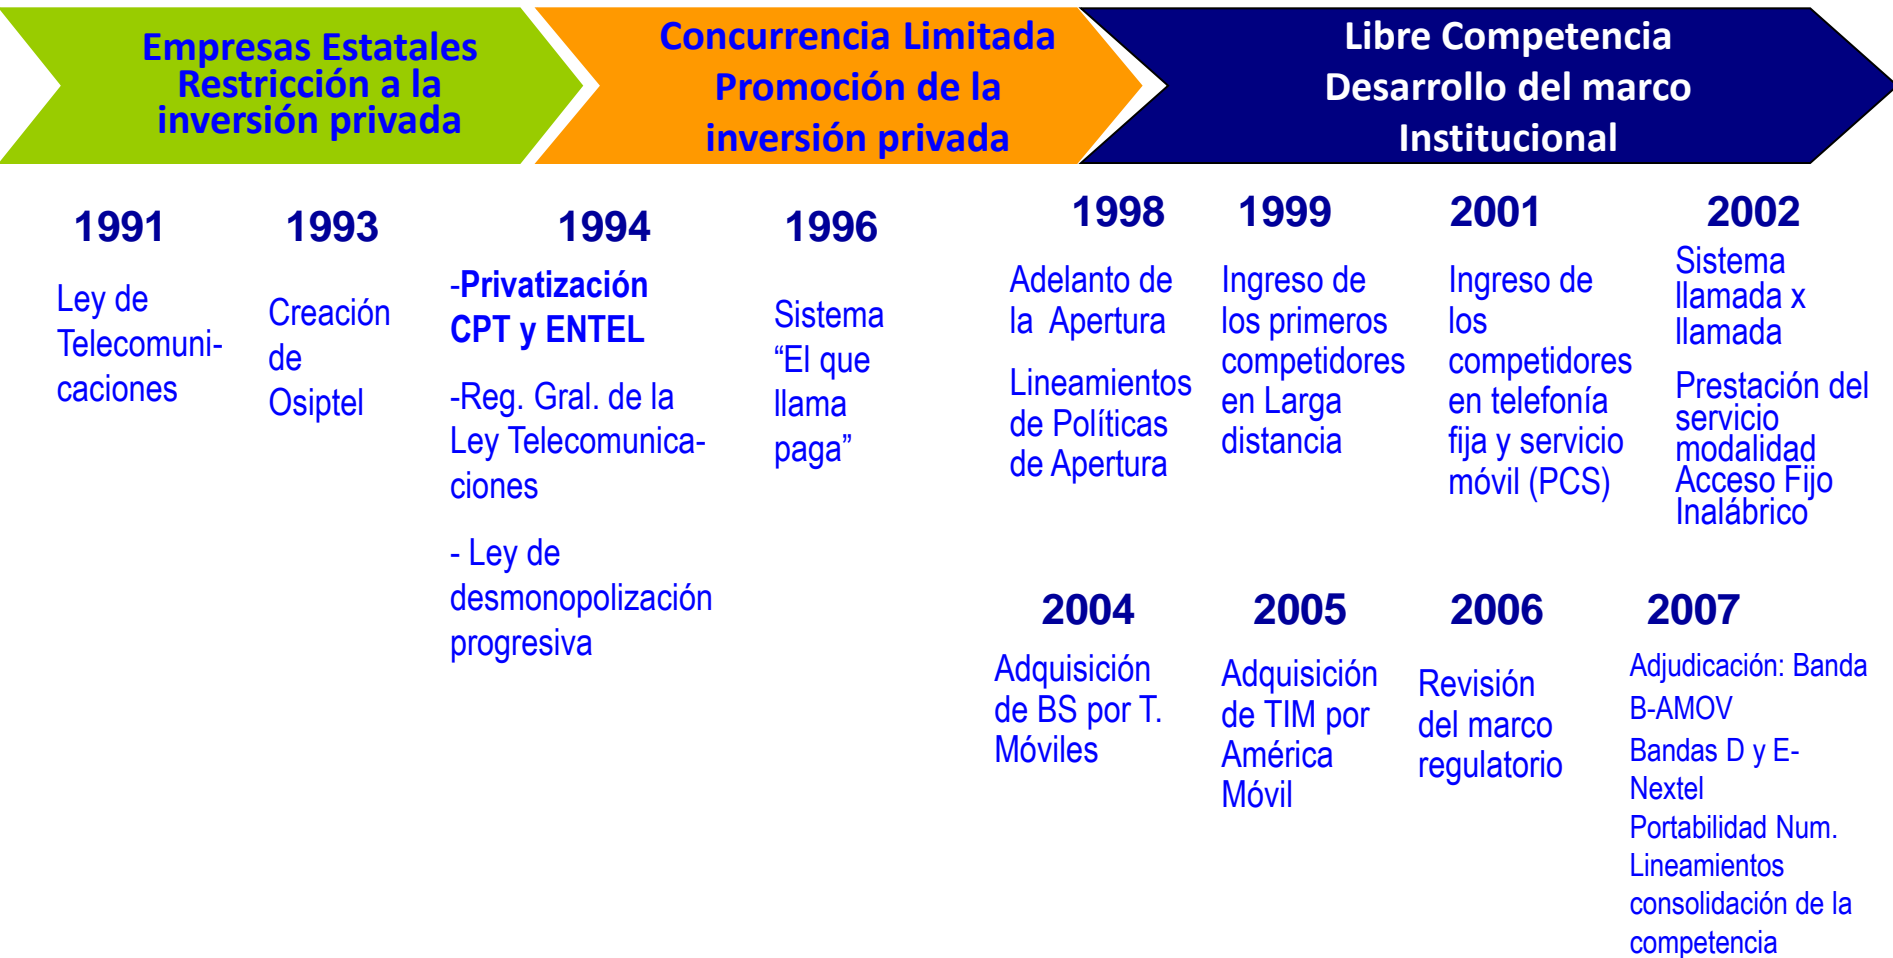 Empresas Estatales
Restricción a la
inversión privada
Concurrencia Limitada
Promoción de la
inversión privada
Libre Competencia
Desarrollo del marco
Institucional
1991
Ley de
Telecomuni-
caciones
1993
Creación
de
Osiptel
1994
-Privatización
CPT y ENTEL
-Reg. Gral. de la
Ley Telecomunica-
ciones
- Ley de
desmonopolización
progresiva
1996
Sistema
“El que
llama
paga”
1998
Adelanto de
la Apertura
Lineamientos
de Políticas
de Apertura
1999
Ingreso de
los primeros
competidores
en Larga
distancia
2001
Ingreso de
los
competidores
en telefonía
fija y servicio
móvil (PCS)
2002
Sistema
llamada x
llamada
Prestación del
servicio
modalidad
Acceso Fijo
Inalábrico
2004
Adquisición
de BS por T.
Móviles
2005
Adquisición
de TIM por
América
Móvil
2006
Revisión
del marco
regulatorio
2007
Adjudicación: Banda
B-AMOV
Bandas D y E-
Nextel
Portabilidad Num.
Lineamientos
consolidación de la
competencia